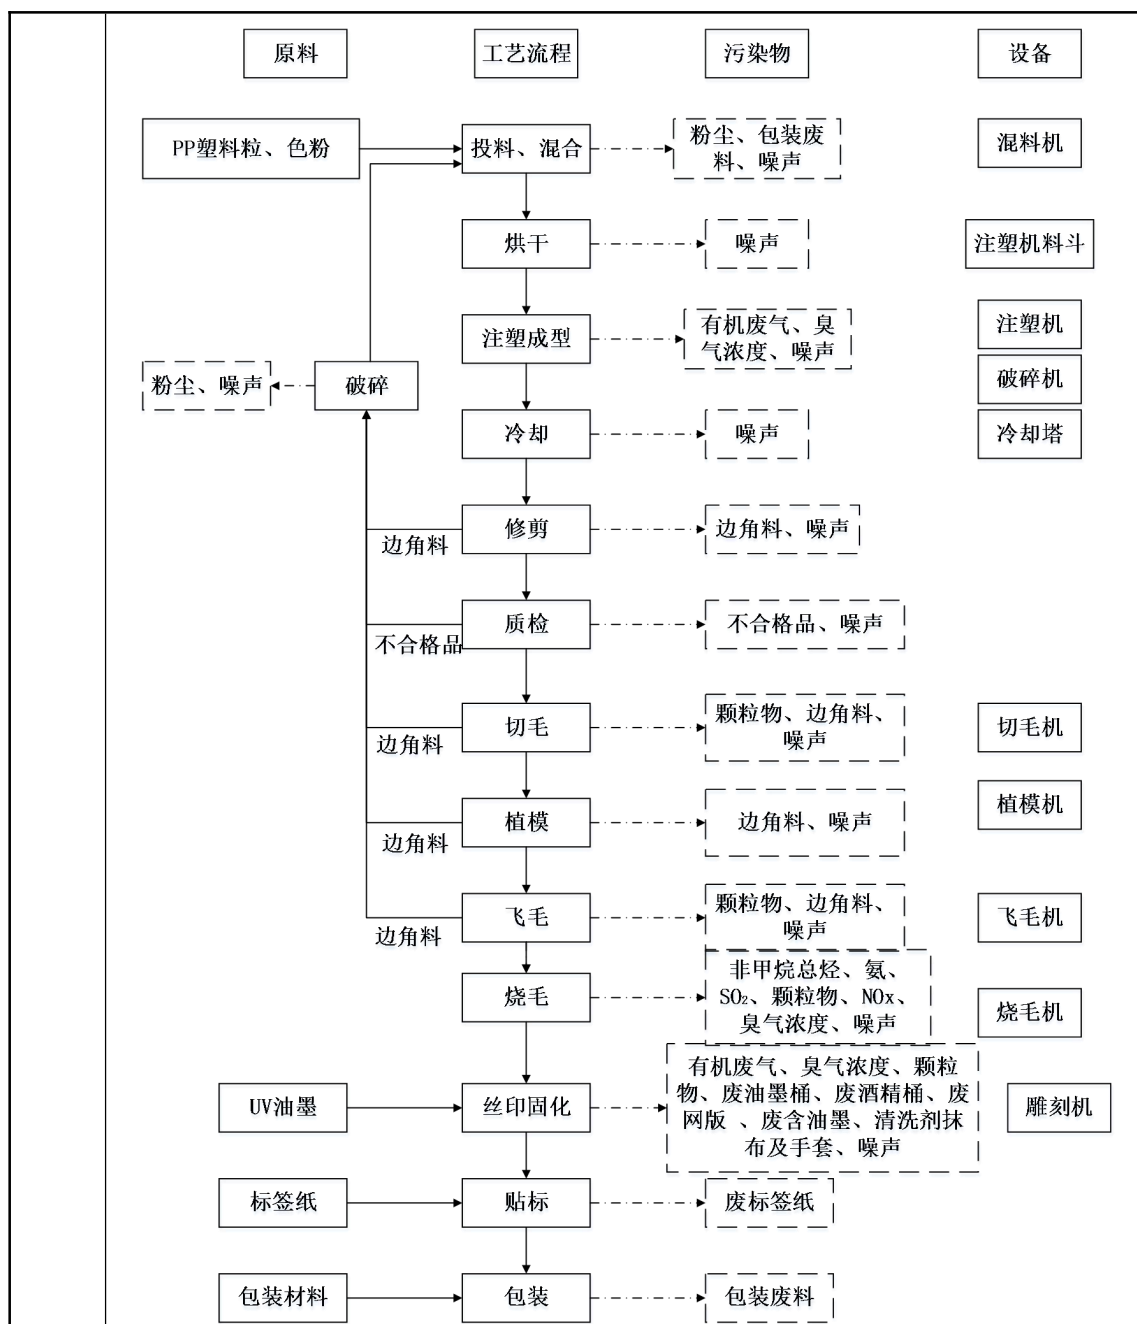 原料
工艺流程
污染物
设备
PP塑料粒、色粉
投料、混合
粉尘、包装废
料、噪声
混料机
烘干
噪声
注塑机料斗
注塑成型
有机废气、臭
气浓度、噪声
注塑机
粉尘、噪声
破碎
破碎机
冷却
噪声
冷却塔
边角料
修剪
边角料、噪声
不合格品
质检
不合格品、噪声
边角料
切毛
颗粒物、边角料、
噪声
切毛机
边角料
植模
边角料、噪声
植模机
边角料
飞毛
颗粒物、边角料、
噪声
飞毛机
烧毛
非甲烷总烃、氨、
SO₂、颗粒物、NOx、
臭气浓度、噪声
烧毛机
UV油墨
丝印固化
有机废气、臭气浓度、颗粒
物、废油墨桶、废酒精桶、废
网版 、废含油墨、清洗剂抹
布及手套、噪声
雕刻机
标签纸
贴标
废标签纸
包装材料
包装
包装废料